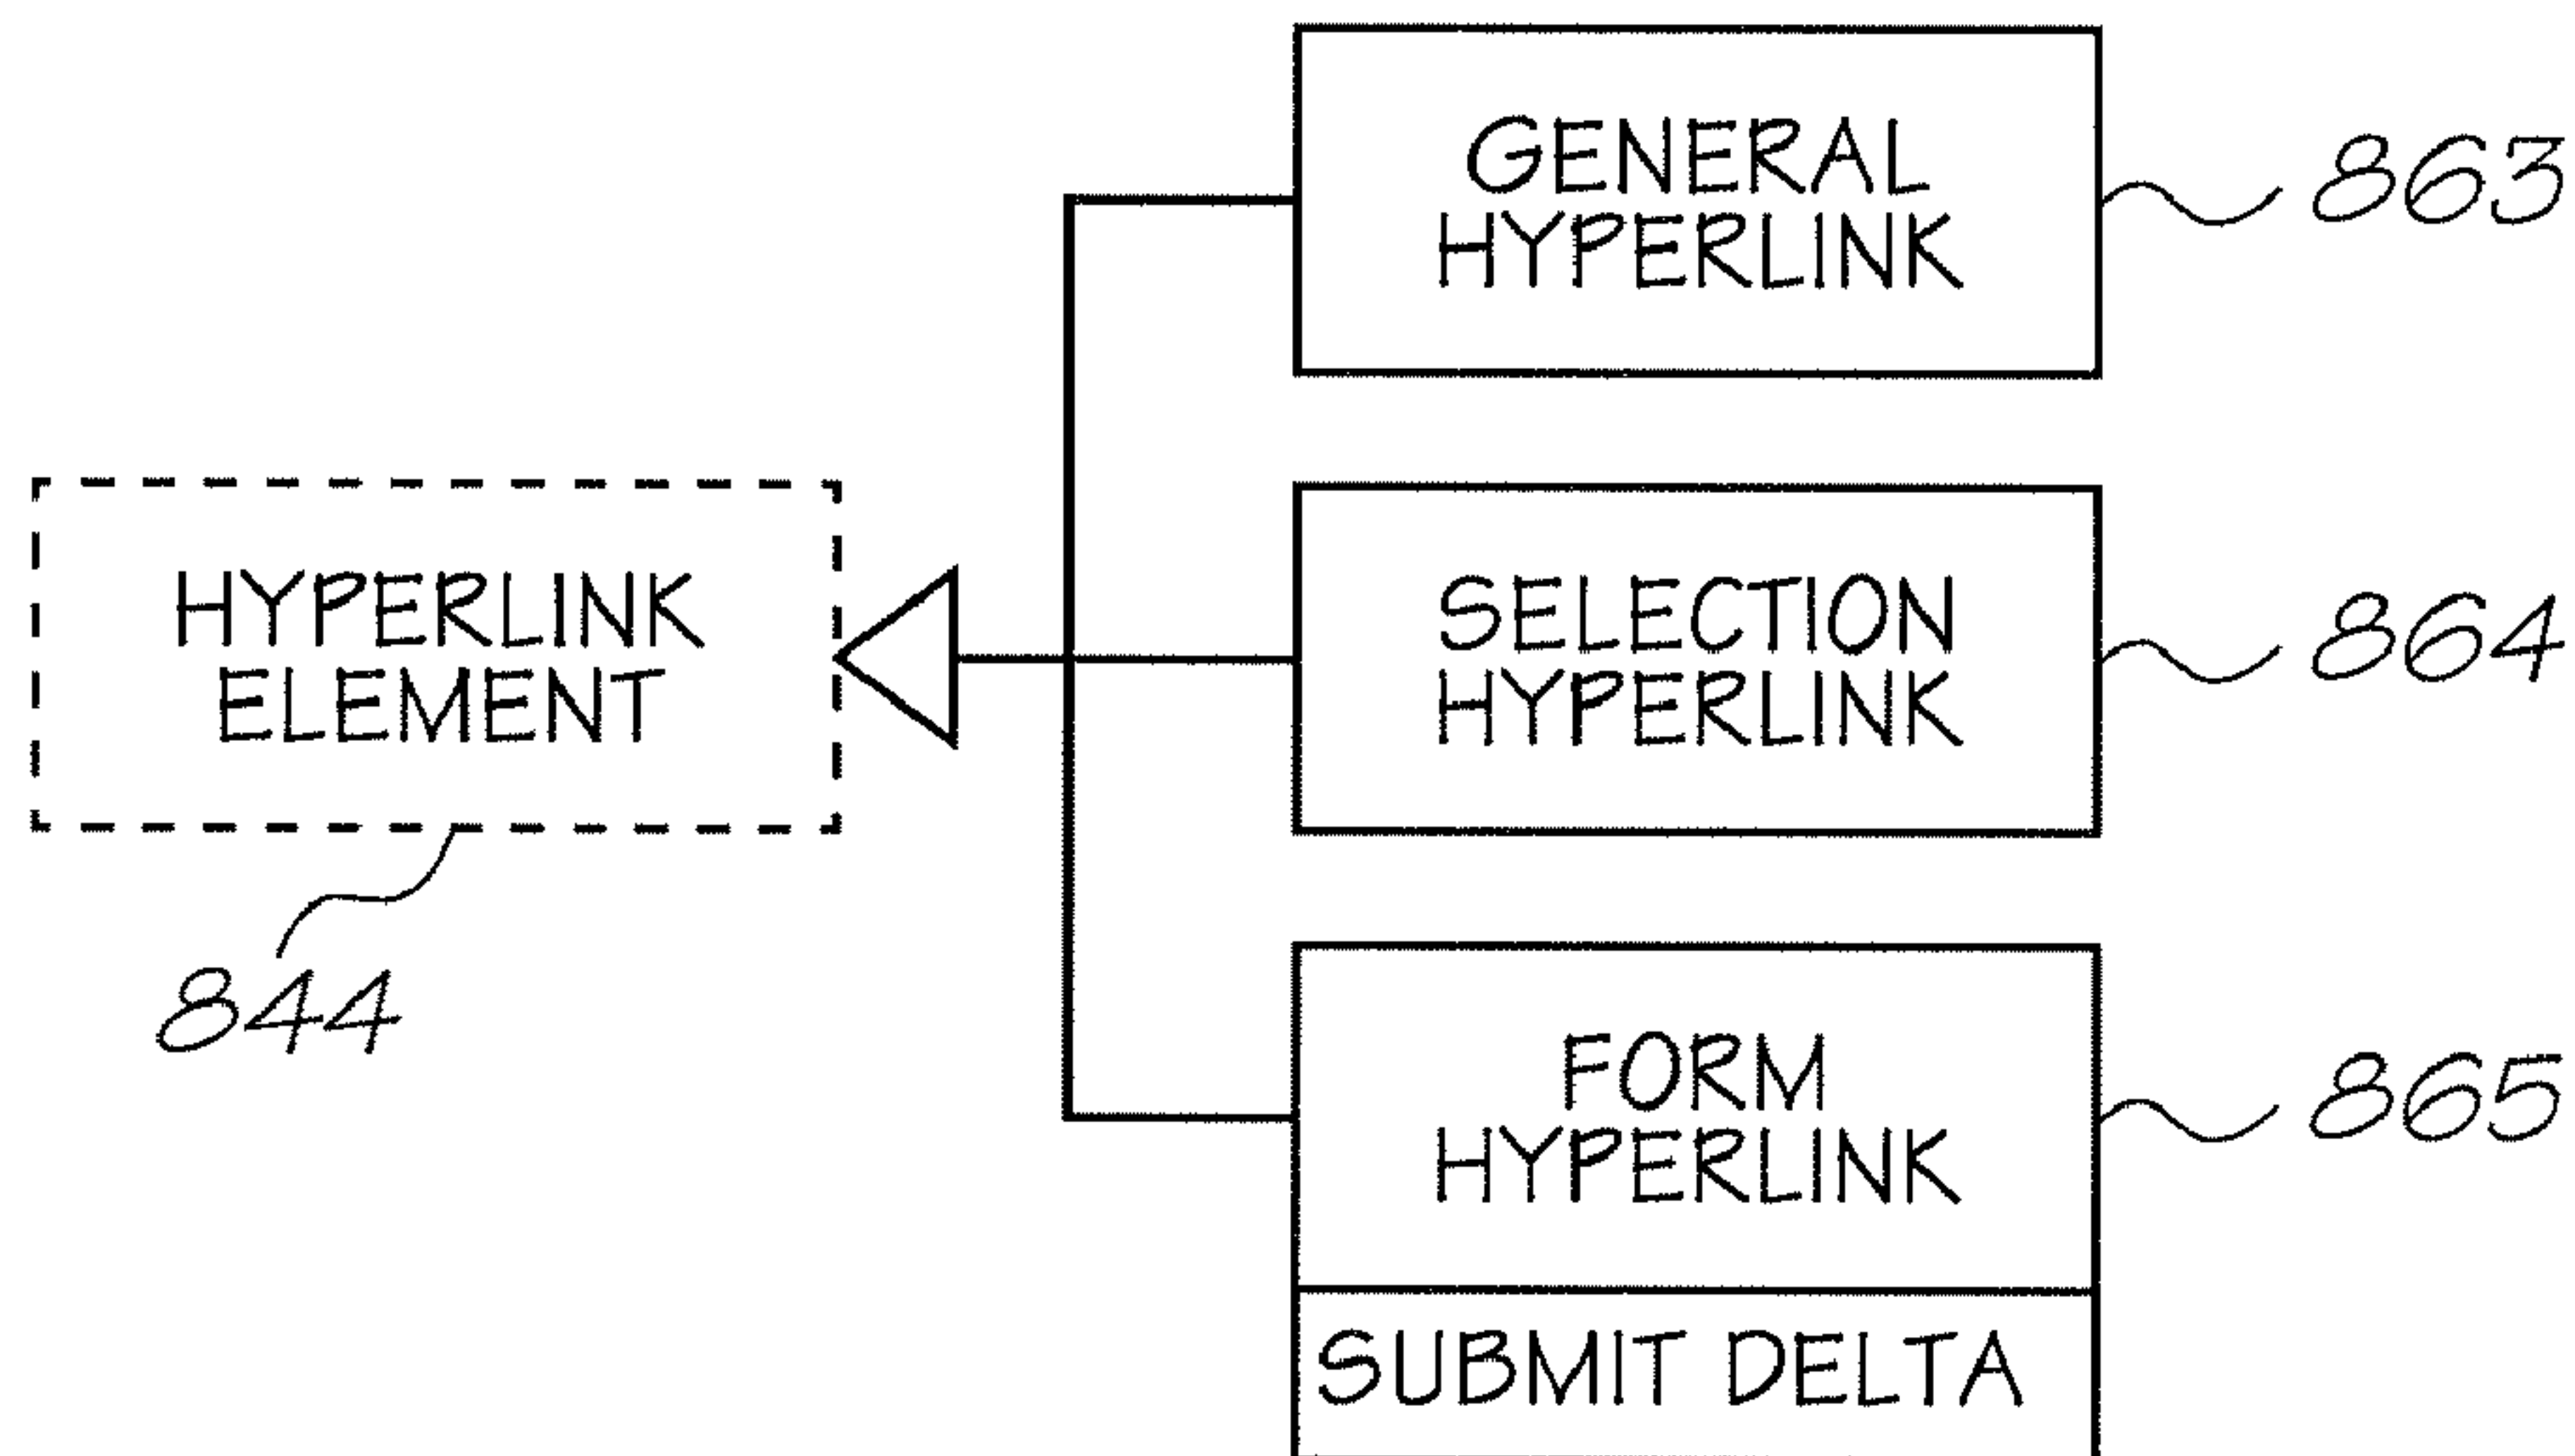 GENERAL
HYPERLINK
863
HYPERLINK
ELEMENT
844
SELECTION
HYPERLINK
864
FORM
HYPERLINK
865
SUBMIT DELTA